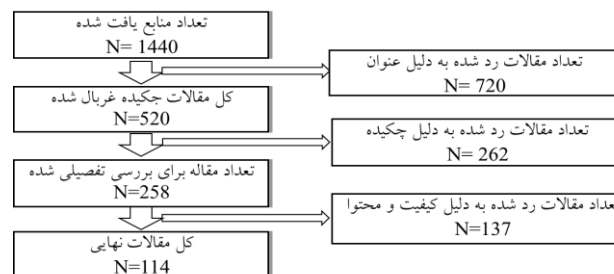 تعداد منابع یافت شده
N= 1440
تعداد مقالات رد شده به دلیل عنوان
N= 720
کل مقالات جکیده غربال شده
N=520
تعداد مقالات رد شده به دلیل چکیده
N= 262
تعداد مقاله برای بررسی تفصیلی شده
N=258
عداد مقالات رد شده به دلیل کیفیت و محتوا
N=137
کل مقالات نهایی
N=114